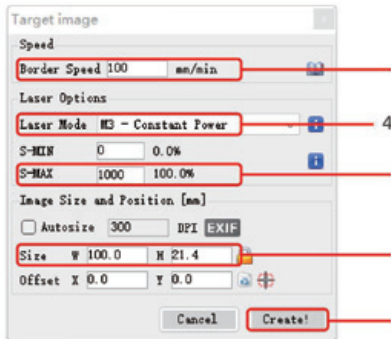 Target image
Speed
Border Speed 100 mm/min
Laser Options
Laser Mode M3 - Constant Power
4
S-MIN 0 0.0%
S-MAX 1000 100.0%
Image Size and Position [mm]
Autosize 300 DPI EXIF
Size W 100.0 H 21.4
Offset X 0.0 Y 0.0
Cancel Create!